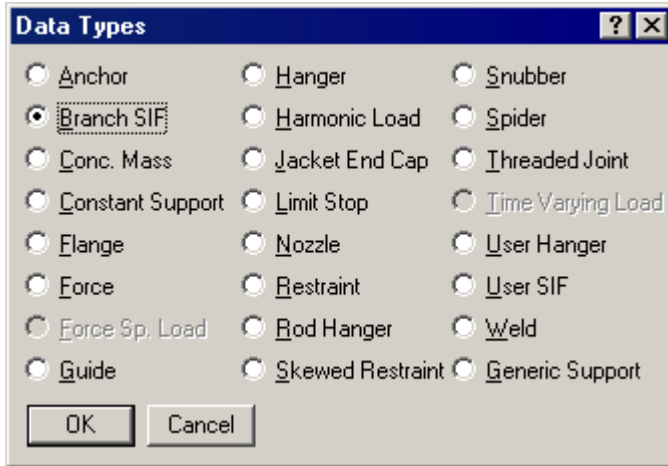 Data Types
Anchor
Branch SIF
Conc. Mass
Constant Support
Flange
Force
Force Sp. Load
Guide
Hanger
Harmonic Load
Jacket End Cap
Limit Stop
Nozzle
Restraint
Rod Hanger
Skewed Restraint
Snubber
Spider
Threaded Joint
Time Varying Load
User Hanger
User SIF
Weld
Generic Support
OK
Cancel